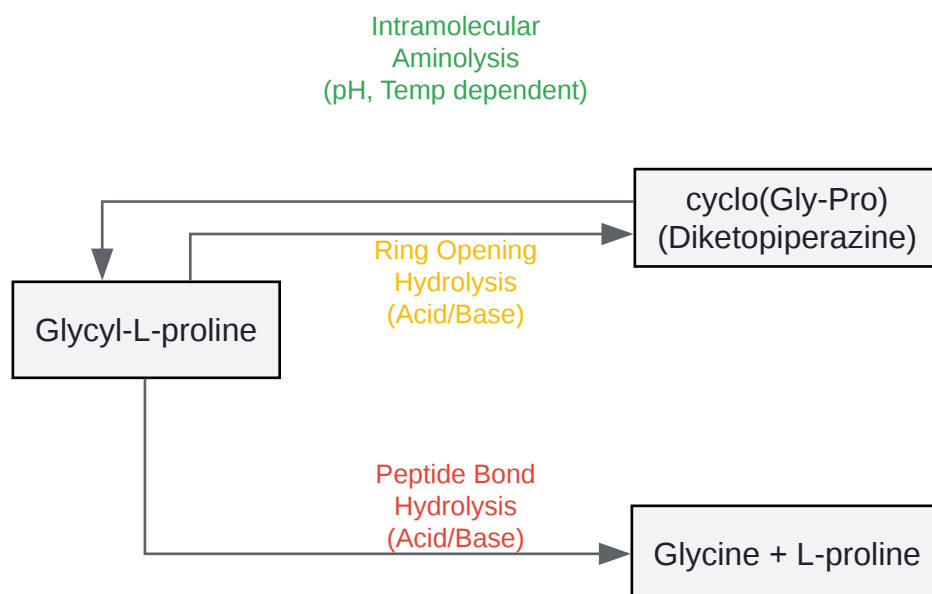 Intramolecular
Aminolysis
(pH, Temp dependent)
cyclo(Gly-Pro)
(Diketopiperazine)
Ring Opening
Hydrolysis
(Acid/Base)
Glycyl-L-proline
Peptide Bond
Hydrolysis
(Acid/Base)
Glycine + L-proline